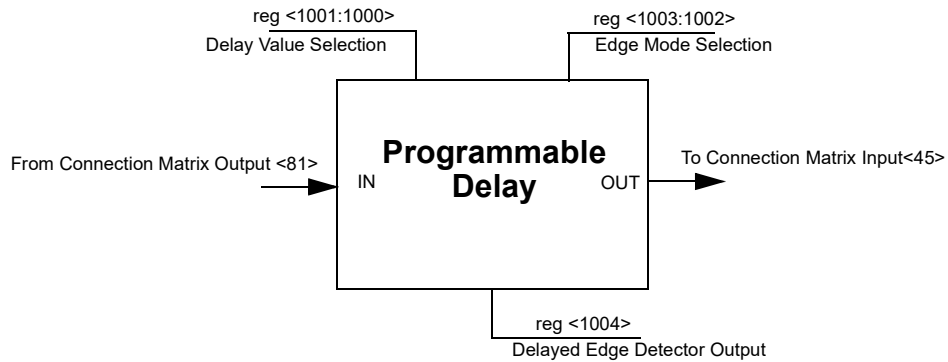 reg <1001:1000>
Delay Value Selection
reg <1003:1002>
Edge Mode Selection
Programmable
Delay
From Connection Matrix Output <81>
IN
OUT
To Connection Matrix Input<45>
reg <1004>
Delayed Edge Detector Output